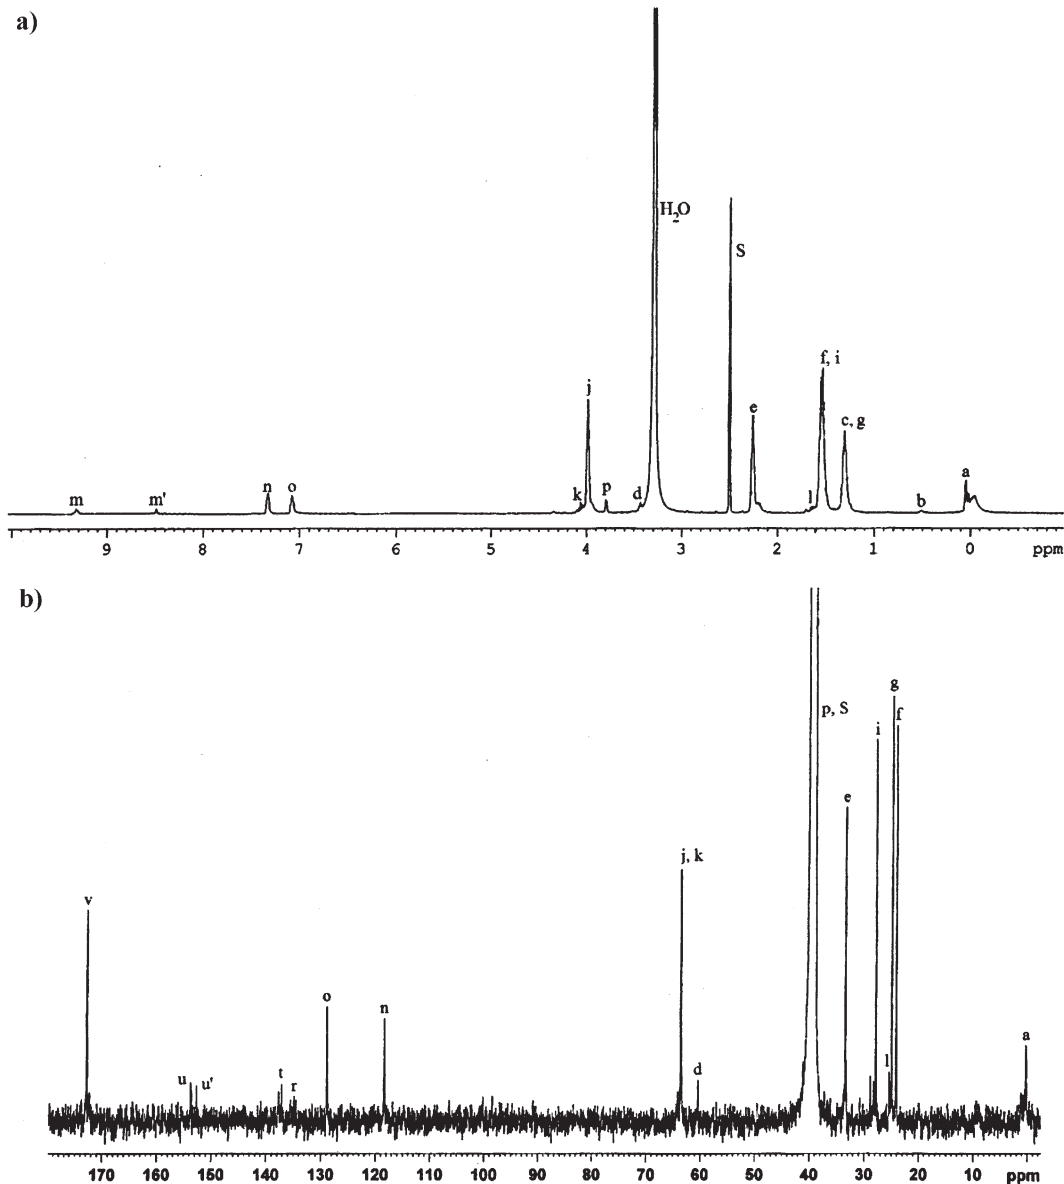 a)
H2O
S
f, i
j
e
c, g
a
m
m'
n
o
k
p
d
l
b
9
8
7
6
5
4
3
2
1
0
ppm
b)
g
p, S
f
i
e
j, k
v
o
n
a
u
u'
t
r
d
l
170
160
150
140
130
120
110
100
90
80
70
60
50
40
30
20
10
ppm